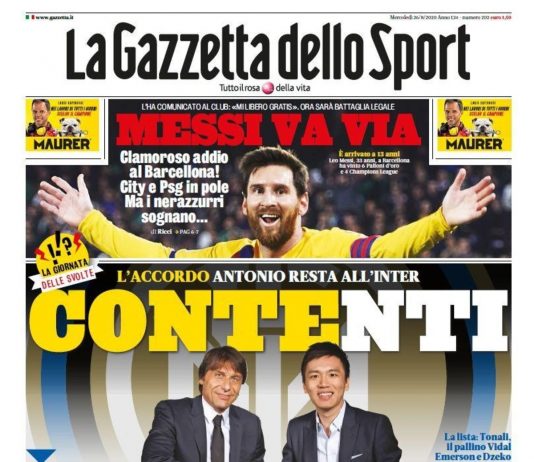 www.gazzetta.it
Mercoledì 26/8/2020 Anno 124 - numero 202 euro 1,50
La Gazzetta dello Sport
Tutto il rosa della vita
L'HA COMUNICATO AL CLUB: «MI LIBERO GRATIS». ORA SARÀ BATTAGLIA LEGALE
MESSI VA VIA
MAURER
MAURER
Clamoroso addio
al Barcellona!
City e Psg in pole
Ma i nerazzurri
sognano...
di Ricci > PAG 6-7
È arrivato a 13 anni
Leo Messi, 33 anni, a Barcellona
ha vinto 6 Palloni d'oro
e 4 Champions League
!?
LA GIORNATA
DELLE SVOLTE
L'ACCORDO ANTONIO RESTA ALL'INTER
CONTENTI
La lista: Tonali,
il pallino Vidal
Emerson e Dzeko